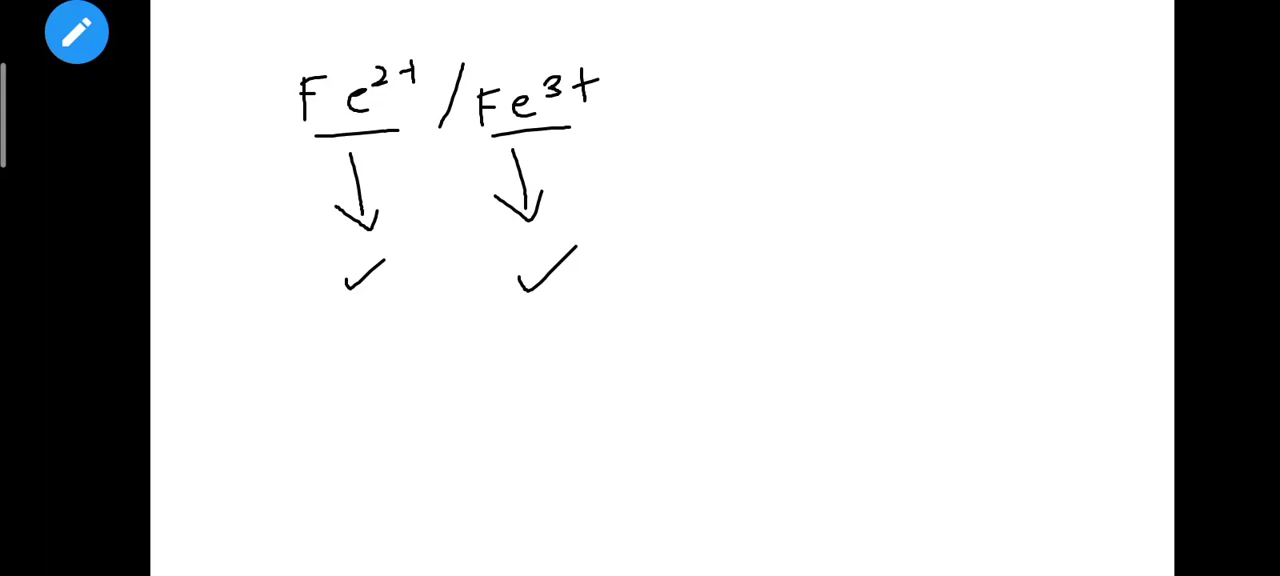 Fe²⁺ / Fe³⁺
↓ ↓
✓ ✓